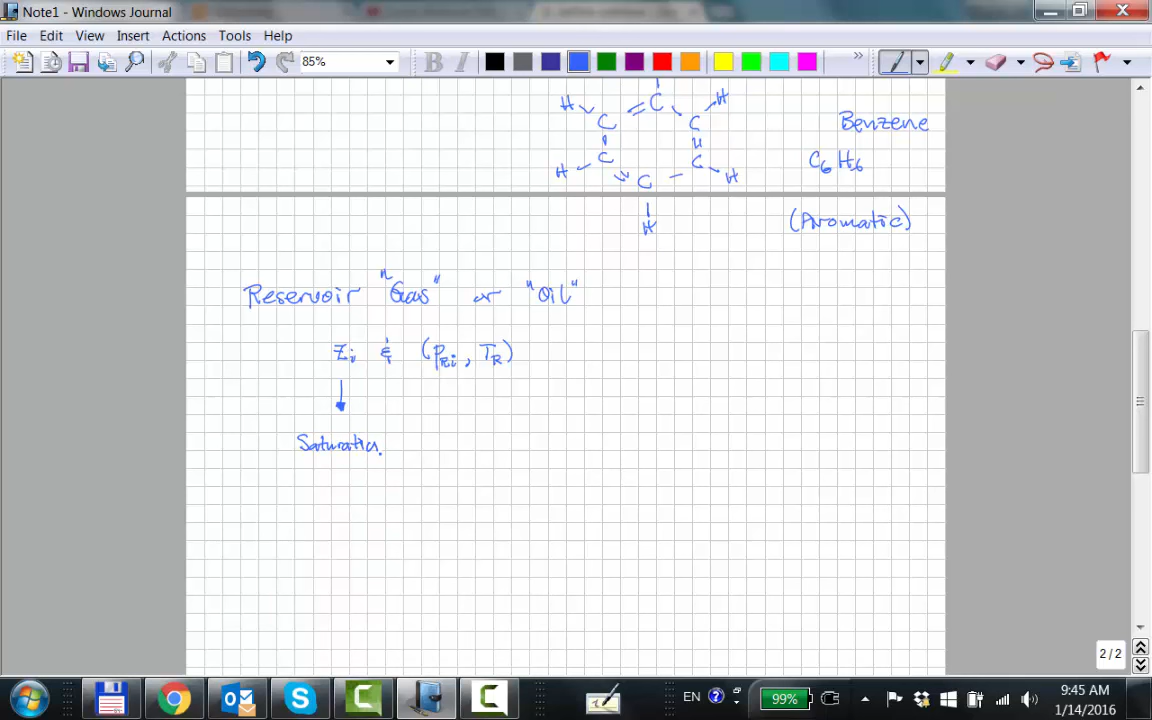 Note1 - Windows Journal
File Edit View Insert Actions Tools Help
85%
B I
H C H
C C Benzene
C C C6H6
H C H
H (Aromatic)
Reservoir "Gas" or "Oil"
Zi & (PRi, TR)
Saturation
2 / 2
EN 99% 9:45 AM
1/14/2016